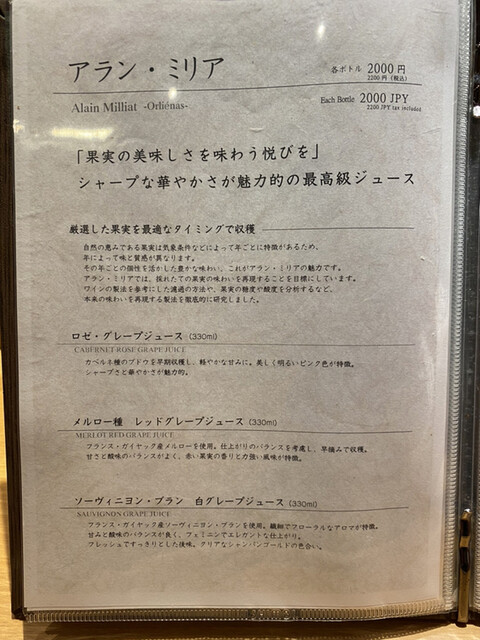 アラン・ミリア
各ボトル 2000 円
2200 円（税込）
Alain Milliat -Orliénas-
Each Bottle 2000 JPY
2200 JPY tax included
「果実の美味しさを味わう悦びを」
シャープな華やかさが魅力的の最高級ジュース
厳選した果実を最適なタイミングで収穫
自然の恵みである果実は気象条件などによって年ごとに特徴があるため、
年によって味と質感が異なります。
その年ごとの個性を活かした豊かな味わい、これがアラン・ミリアの魅力です。
アラン・ミリアでは、採れたての果実の味わいを再現することを目標にしています。
ワインの製法を参考にした濾過の方法や、果実の糖度や酸度を分析するなど、
本来の味わいを再現する製法を徹底的に研究しました。
ロゼ・グレープジュース（330ml）
CABERNET ROSE GRAPE JUICE
カベルネ種のブドウを早期収穫し、軽やかな甘みに。美しく明るいピンク色が特徴。
シャープさと華やかさが魅力的。
メルロー種　レッドグレープジュース（330ml）
MERLOT RED GRAPE JUICE
フランス・ガイヤック産メルローを使用。仕上がりのバランスを考慮し、早摘みで収穫。
甘さと酸味のバランスがよく、赤い果実の香りと力強い風味が特徴。
ソーヴィニヨン・ブラン　白グレープジュース（330ml）
SAUVIGNON GRAPE JUICE
フランス・ガイヤック産ソーヴィニヨン・ブランを使用。繊細でフローラルなアロマが特徴。
甘みと酸味のバランスが良く、フェミニンでエレガントな仕上がり。
フレッシュですっきりとした後味。クリアなシャンパンゴールドの色合い。